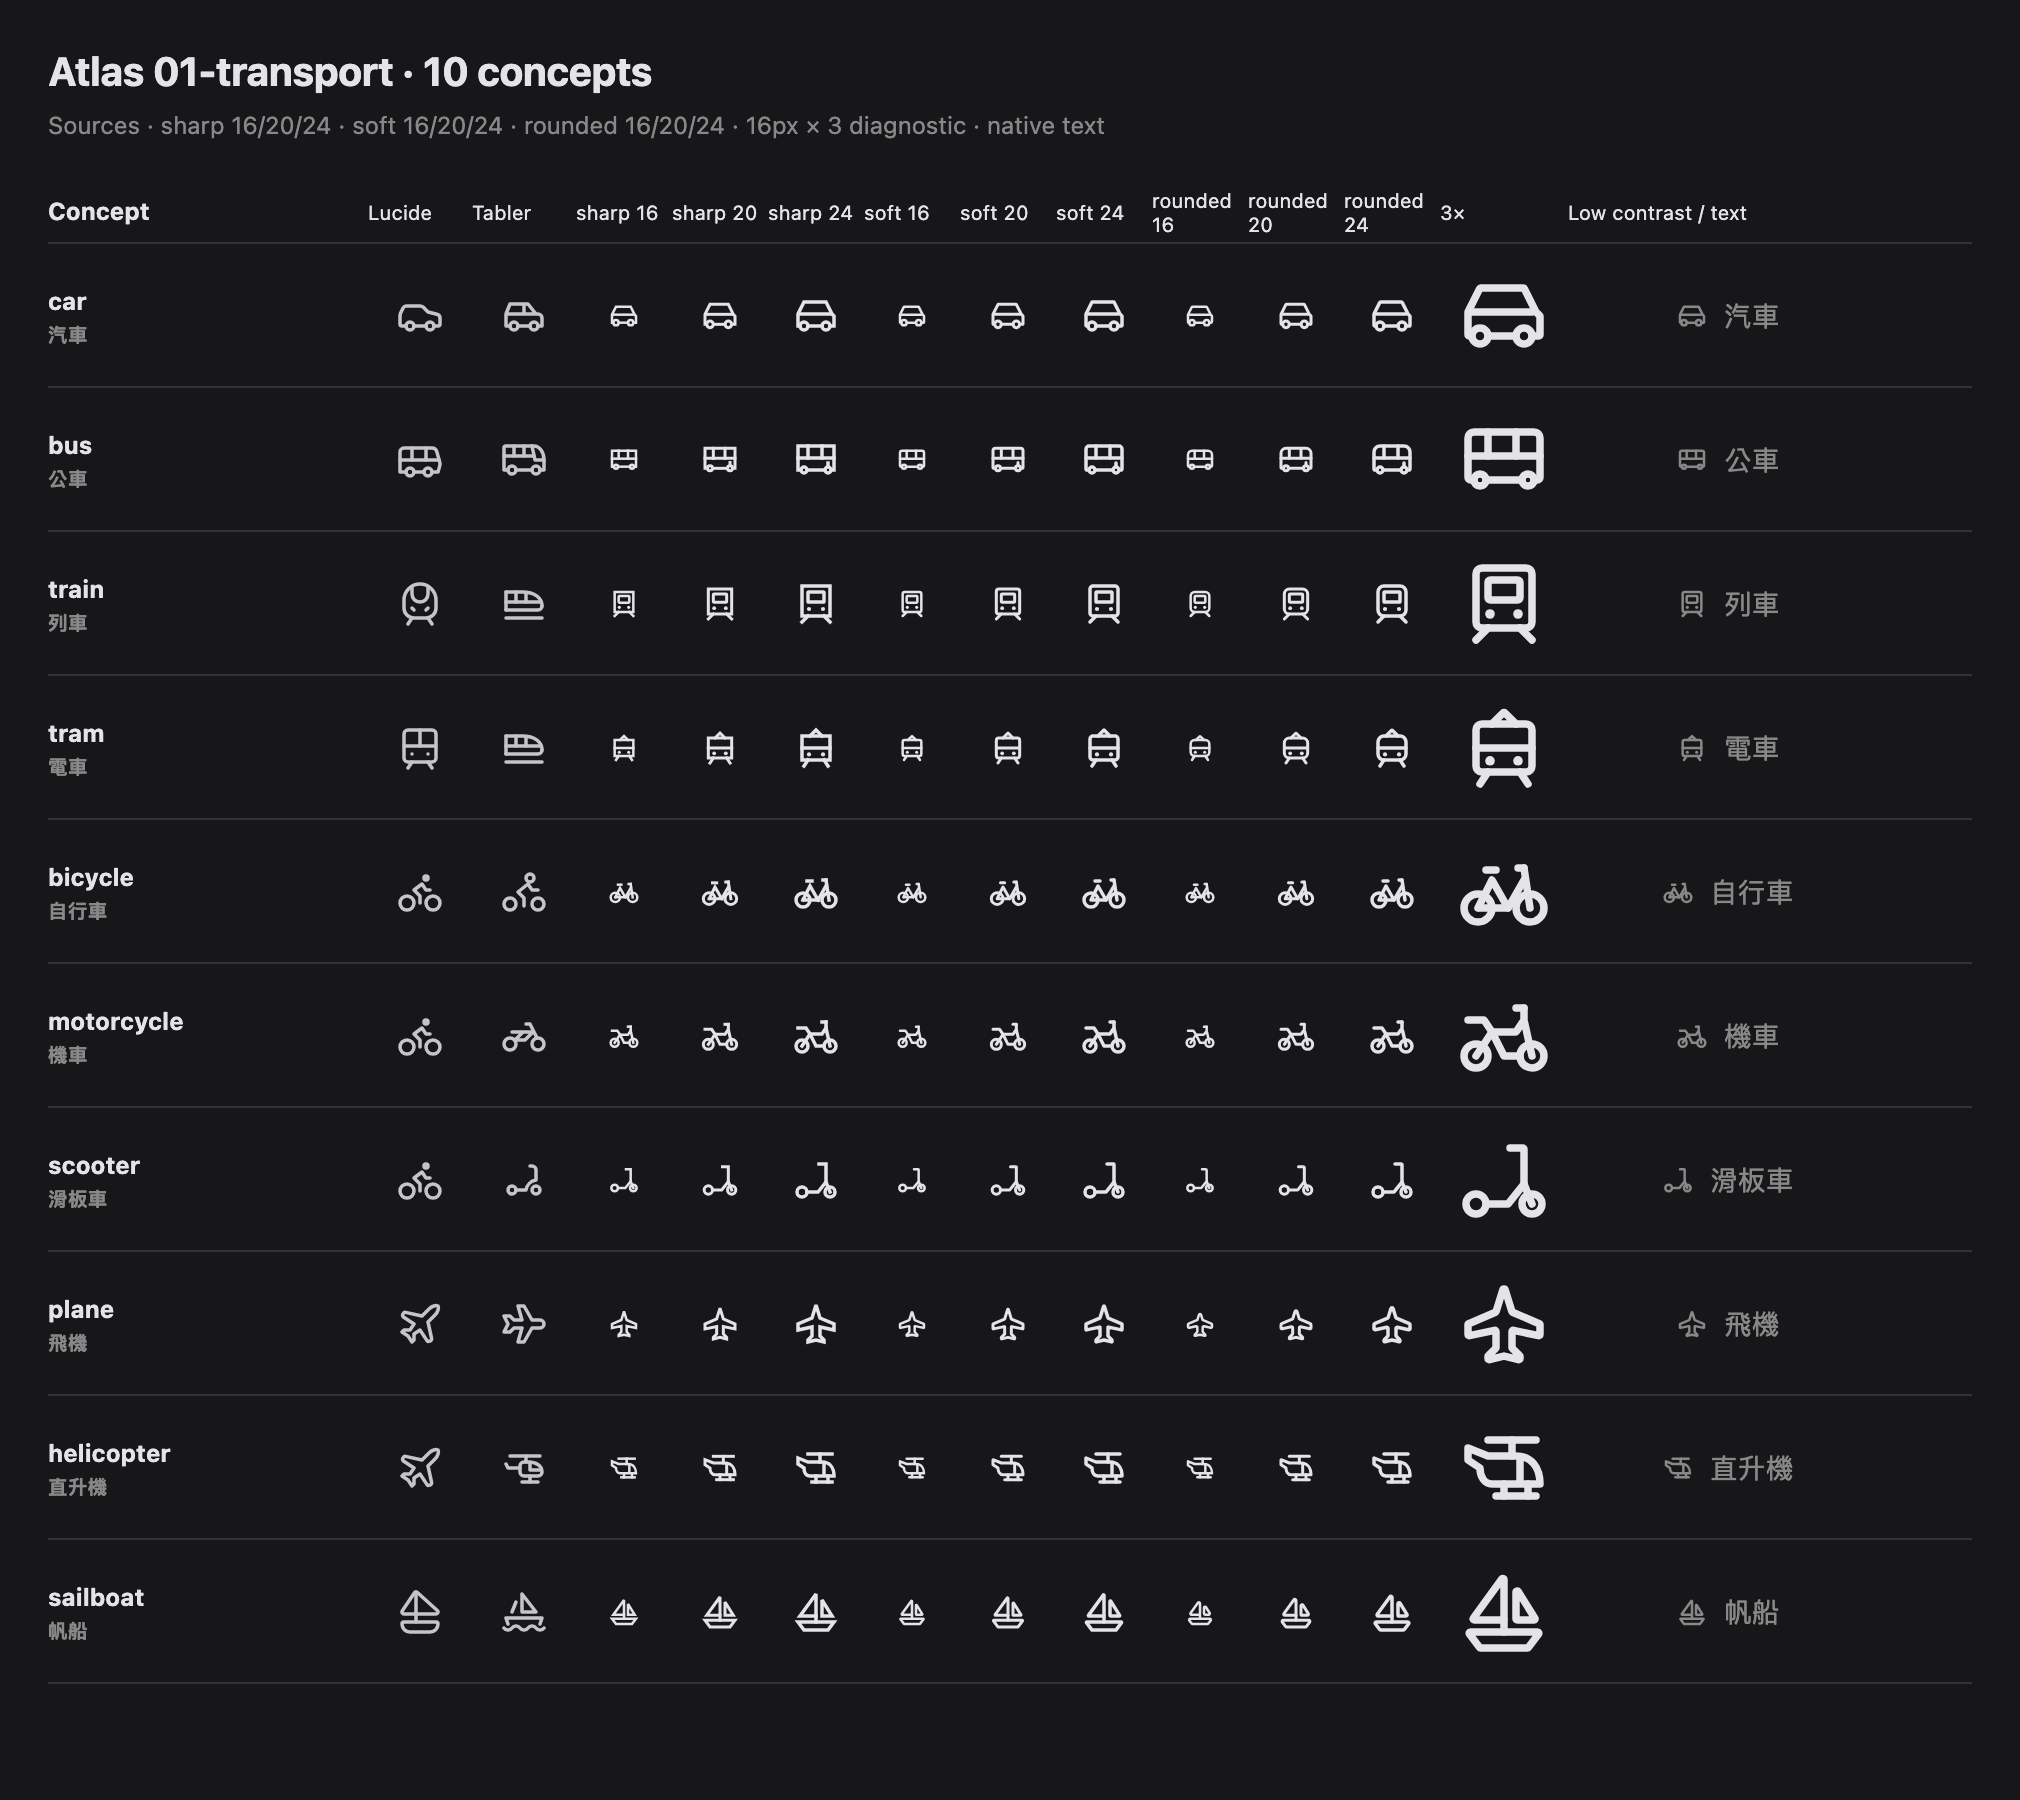 Atlas 01-transport · 10 concepts
Sources · sharp 16/20/24 · soft 16/20/24 · rounded 16/20/24 · 16px × 3 diagnostic · native text
Concept Lucide Tabler sharp 16 sharp 20 sharp 24 soft 16 soft 20 soft 24 rounded 16 rounded 20 rounded 24 3× Low contrast / text
car
汽車 汽車
bus
公車 公車
train
列車 列車
tram
電車 電車
bicycle
自行車 自行車
motorcycle
機車 機車
scooter
滑板車 滑板車
plane
飛機 飛機
helicopter
直升機 直升機
sailboat
帆船 帆船